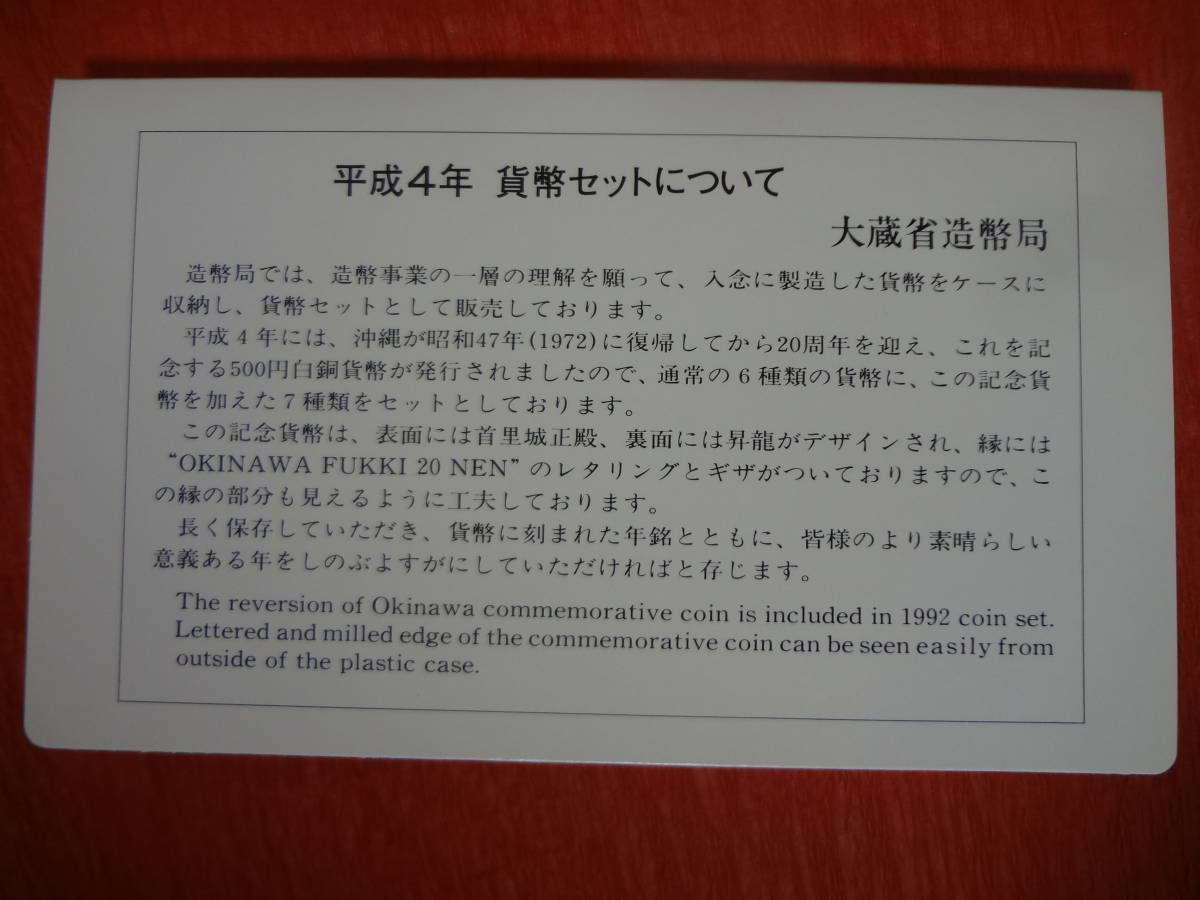 平成4年 貨幣セットについて
大蔵省造幣局
造幣局では、造幣事業の一層の理解を願って、入念に製造した貨幣をケースに
収納し、貨幣セットとして販売しております。
平成4年には、沖縄が昭和47年(1972)に復帰してから20周年を迎え、これを記
念する500円白銅貨幣が発行されましたので、通常の6種類の貨幣に、この記念貨
幣を加えた7種類をセットとしております。
この記念貨幣は、表面には首里城正殿、裏面には昇龍がデザインされ、縁には
“OKINAWA FUKKI 20 NEN”のレタリングとギザがついておりますので、こ
の縁の部分も見えるように工夫しております。
長く保存していただき、貨幣に刻まれた年銘とともに、皆様のより素晴らしい
意義ある年をしのぶよすがにしていただければと存じます。
The reversion of Okinawa commemorative coin is included in 1992 coin set.
Lettered and milled edge of the commemorative coin can be seen easily from
outside of the plastic case.